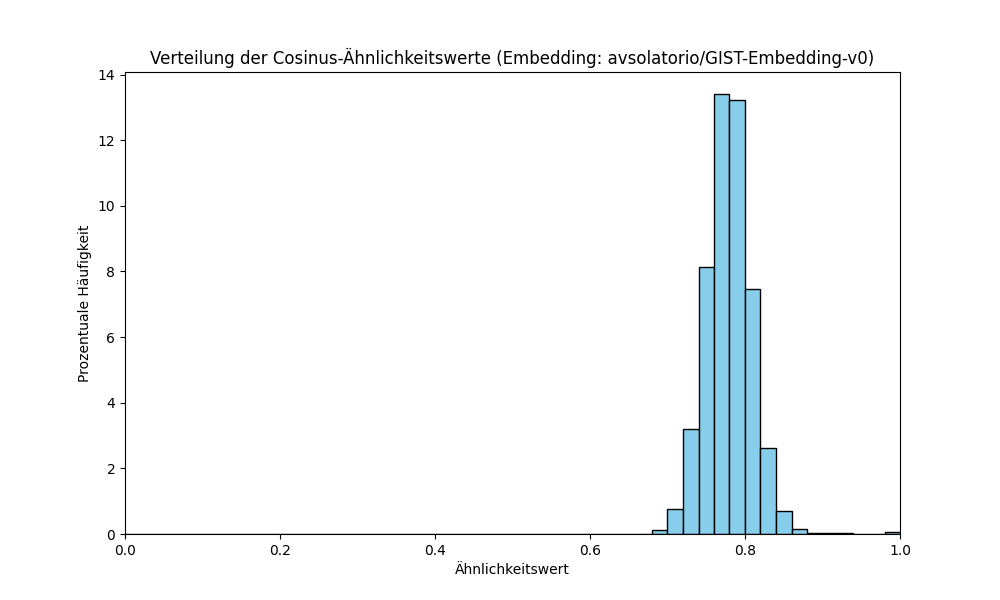 Verteilung der Cosinus-Ähnlichkeitswerte (Embedding: avsolatorio/GIST-Embedding-v0)
14
12
10
8
6
4
2
0
Prozentuale Häufigkeit
0.0 0.2 0.4 0.6 0.8 1.0
Ähnlichkeitswert